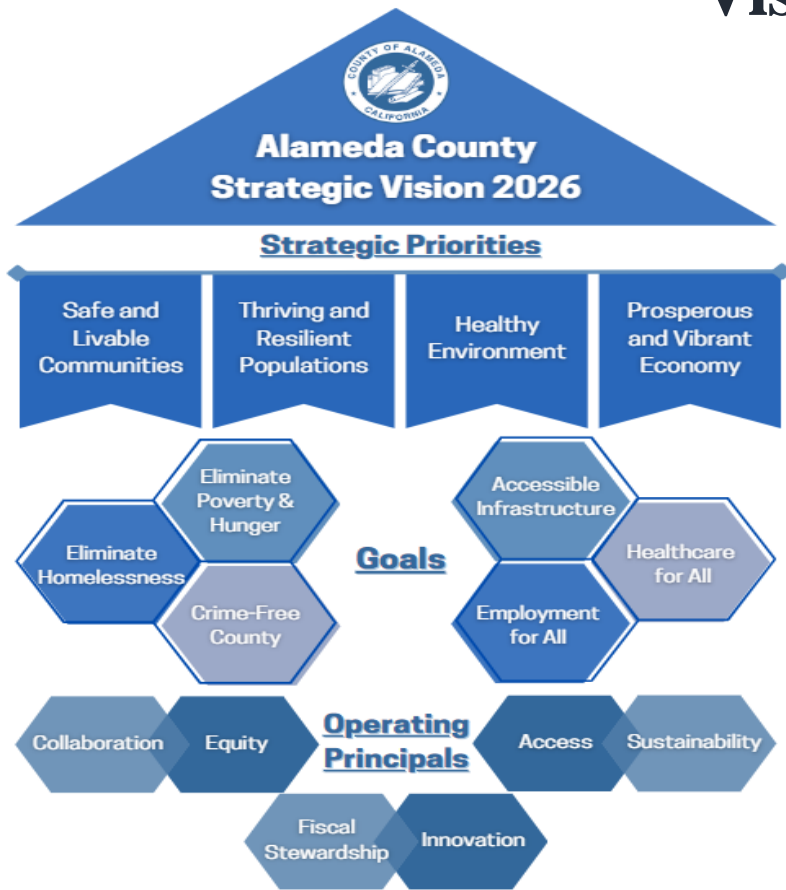 Vis
COUNTY OF ALAMEDA
CALIFORNIA
Alameda County
Strategic Vision 2026
Strategic Priorities
Safe and
Livable
Communities
Thriving and
Resilient
Populations
Healthy
Environment
Prosperous
and Vibrant
Economy
Eliminate
Poverty &
Hunger
Eliminate
Homelessness
Crime-Free
County
Goals
Accessible
Infrastructure
Healthcare
for All
Employment
for All
Collaboration
Equity
Operating
Principals
Access
Sustainability
Fiscal
Stewardship
Innovation